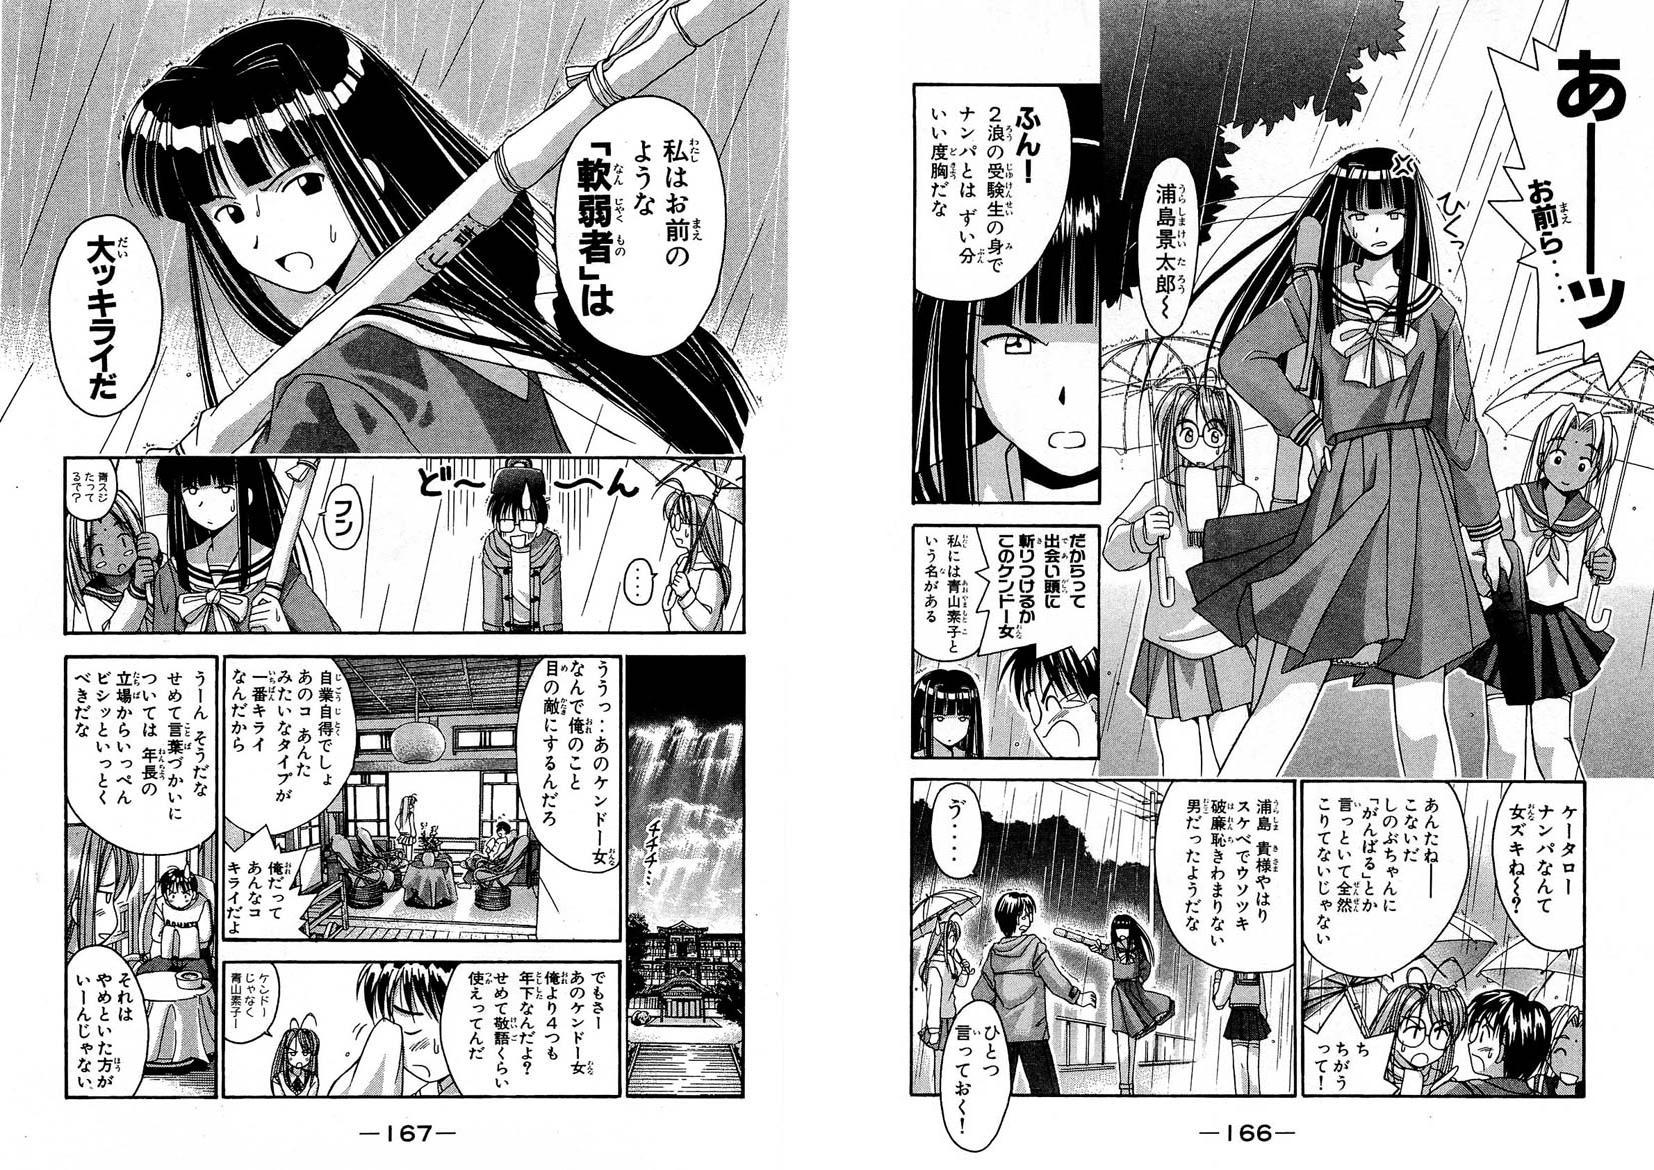 あーーッ
お前ら‥‥
ひくっ
浦島景太郎〜
ふん！
２浪の受験生の身で
ナンパとは ずい分
いい度胸だな
だからって
出会い頭に
斬りつけるか
このケンドー女
私には青山素子と
いう名がある
ケータロー
ナンパなんて
女ズキね〜？
あんたね──
こないだ
しのぶちゃんに
「がんばる」とか
言っといて全然
こりてないじゃない
ち
ちがう
って！
浦島 貴様やはり
スケベでウソツキ
破廉恥きわまりない
男だったようだな
ゔ‥‥
ひとつ
言っておく！
—166—
私はお前の
ような
「軟弱者」は
大ッキライだ
ど〜〜ん
‥‥
フン
青スジ
たって
るで？
チチチ‥
ううっ‥あのケンドー女
なんで俺のこと
目の敵にするんだろ
自業自得でしょ
あのコ あんた
みたいなタイプが
一番キライ
なんだから
俺だって
あんなコ
キライだよ
でもさー
あのケンドー女
俺より４つも
年下なんだよ？
せめて敬語くらい
使えってんだ
ケンドー
じゃなく
青山素子ー
うーん そうだな
せめて言葉づかいに
ついては 年長の
立場からいっぺん
ビシッといっとく
べきだな
それは
やめといた方が
いーんじゃない
—167—